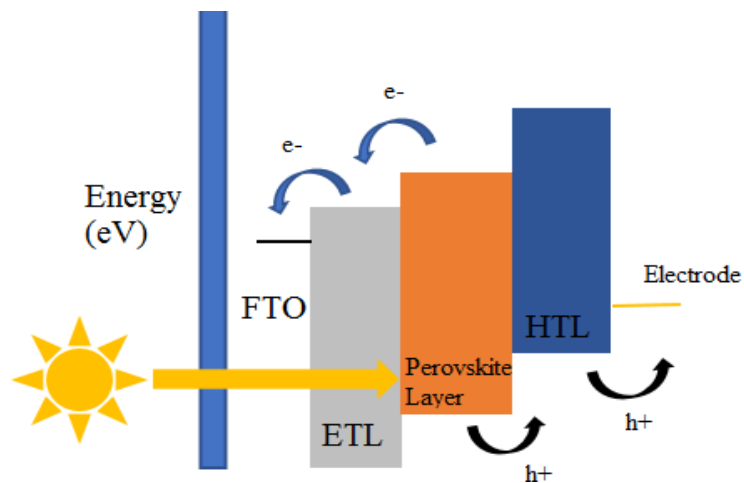 e-
e-
Energy
(eV)
Electrode
FTO
HTL
Perovskite
Layer
ETL
h+
h+